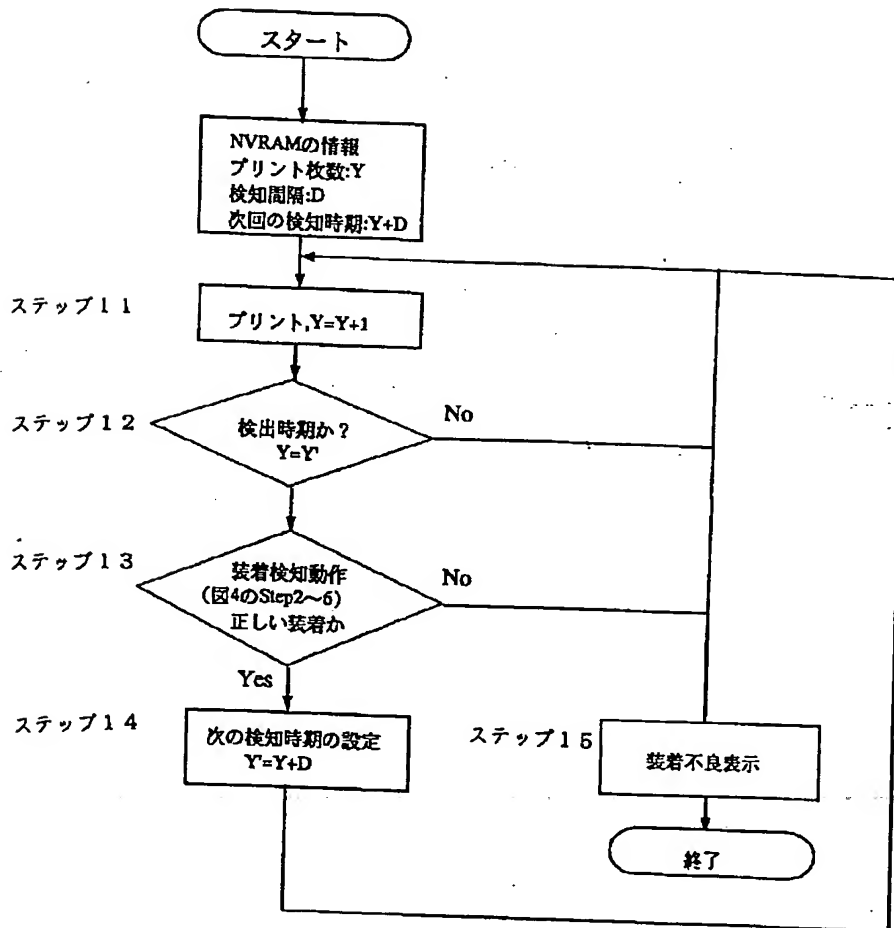 スタート
NVRAMの情報
プリント枚数:Y
検知間隔:D
次回の検知時期:Y+D
ステップ11
プリント,Y=Y+1
ステップ12
検出時期か?
Y=Y'
No
ステップ13
装着検知動作
(図4のStep2〜6)
正しい装着か
No
Yes
ステップ14
次の検知時期の設定
Y'=Y+D
ステップ15
装着不良表示
終了